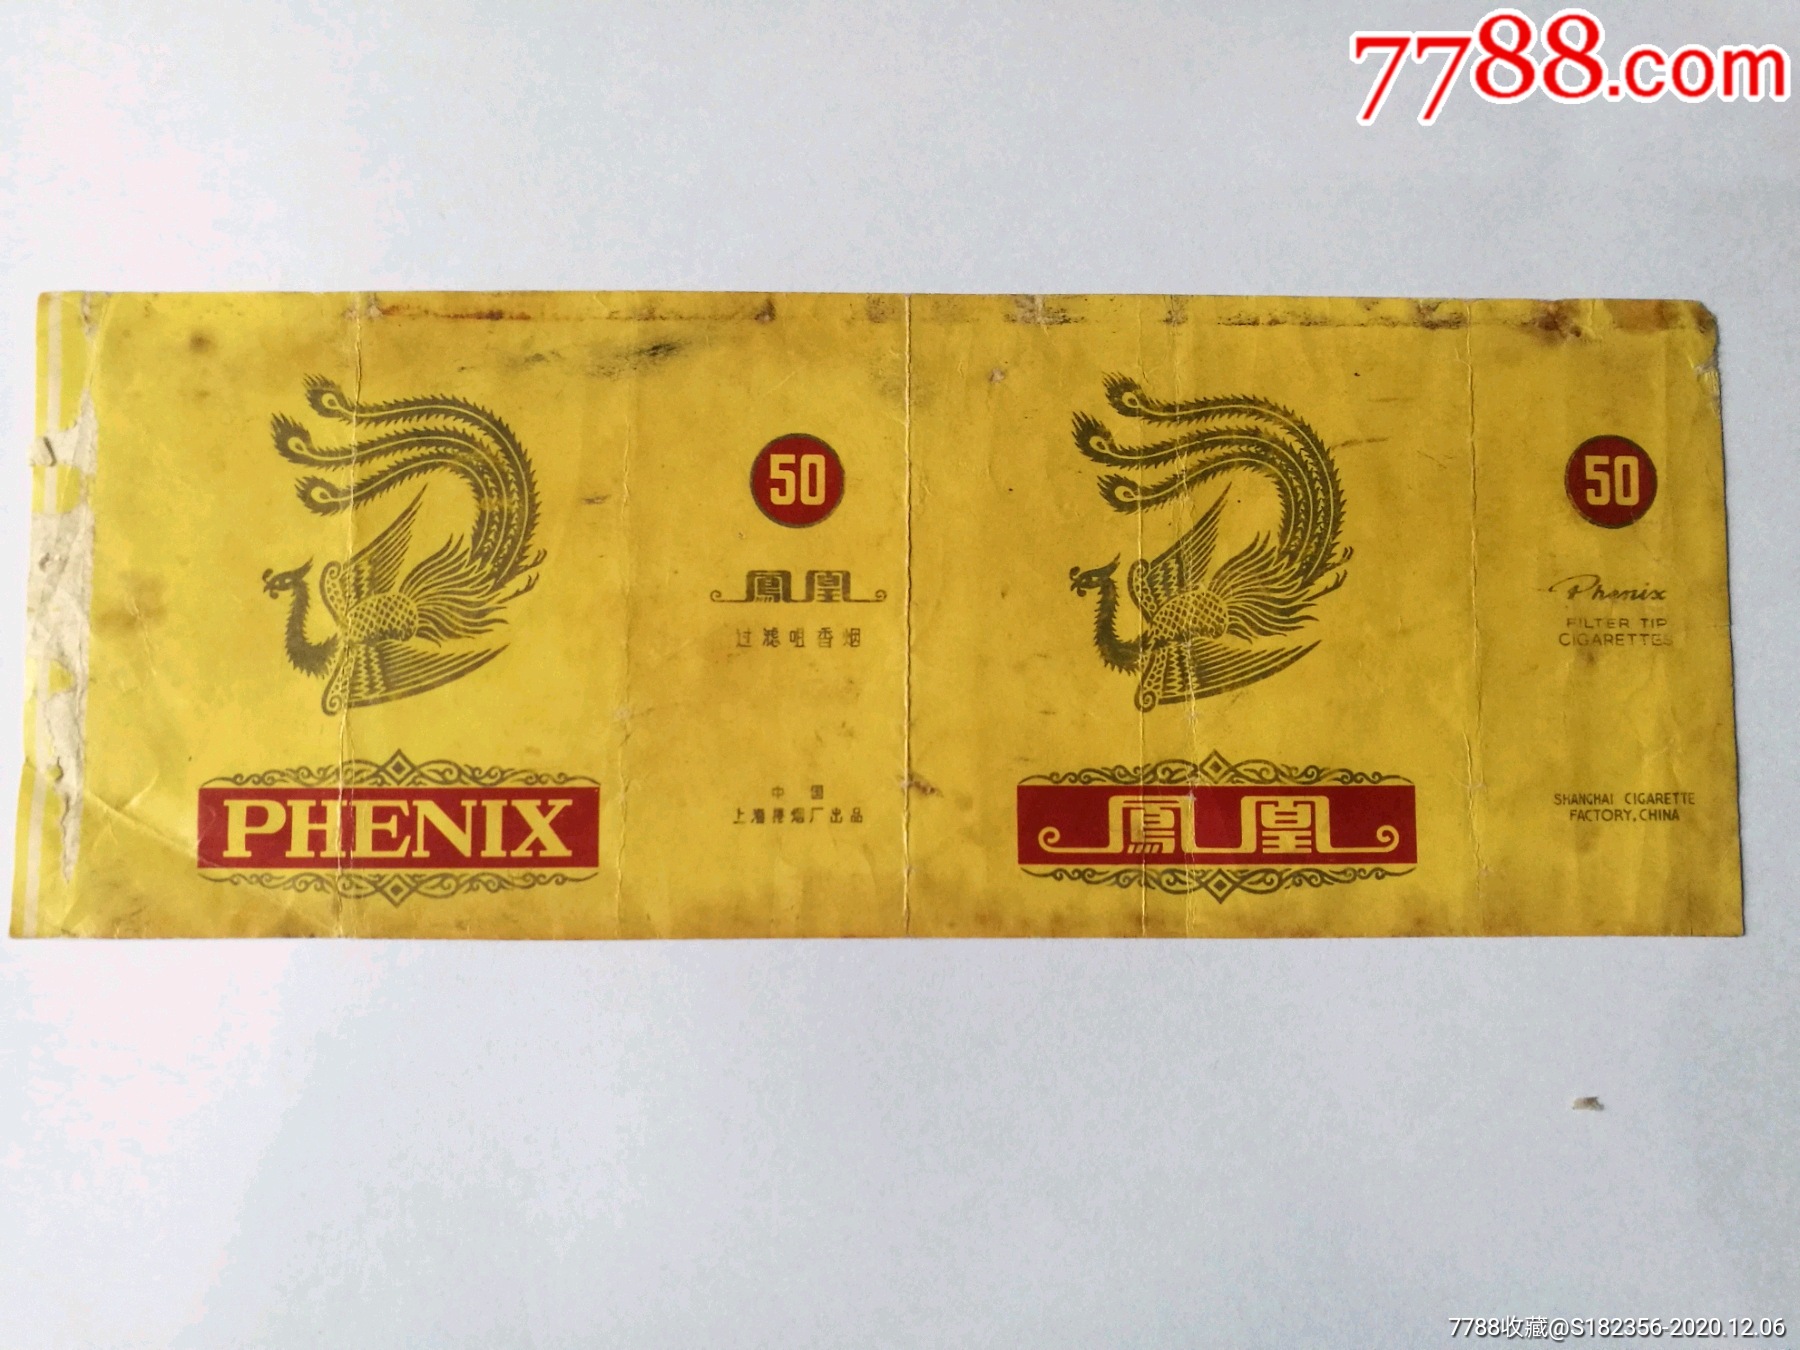 7788.com
50
鳳凰
过滤咀香烟
中国
上海捲烟厂出品
PHENIX
50
Phenix
FILTER TIP
CIGARETTES
SHANGHAI CIGARETTE
FACTORY, CHINA
鳳凰
7788收藏@S182356-2020.12.06